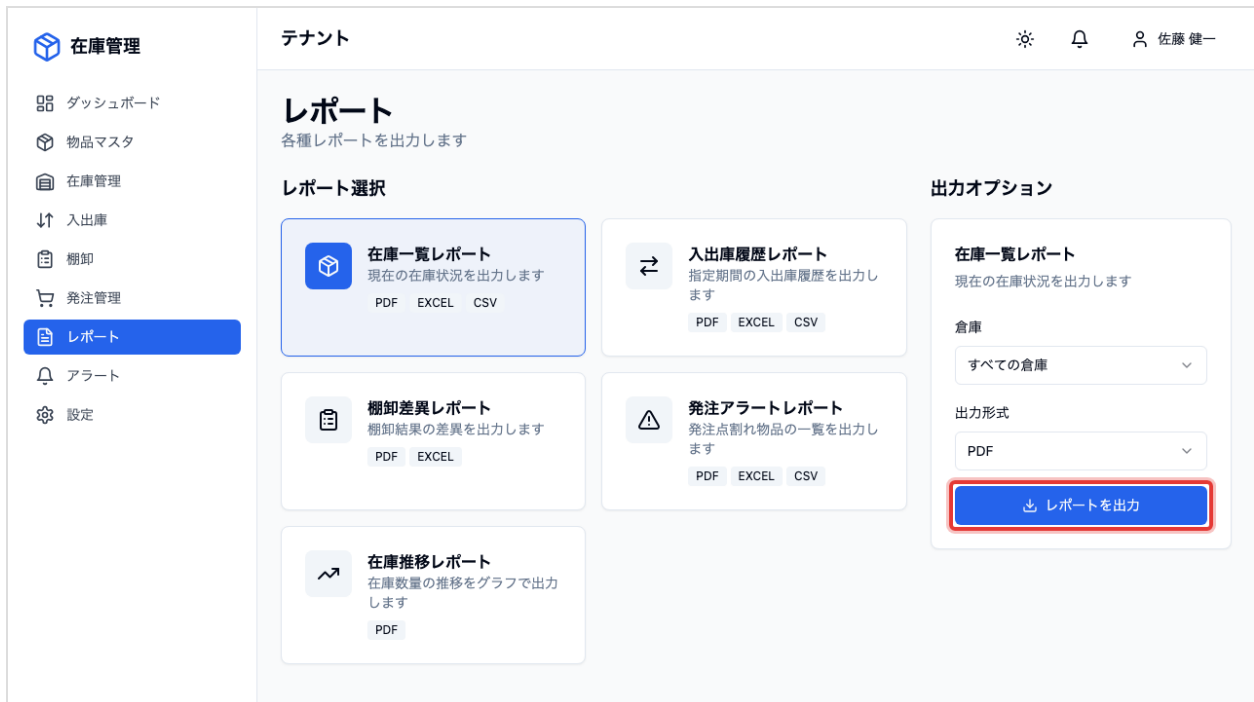 在庫管理
ダッシュボード
物品マスタ
在庫管理
入出庫
棚卸
発注管理
レポート
アラート
設定
テナント
佐藤 健一
レポート
各種レポートを出力します
レポート選択
在庫一覧レポート
現在の在庫状況を出力します
PDF EXCEL CSV
入出庫履歴レポート
指定期間の入出庫履歴を出力し
ます
PDF EXCEL CSV
棚卸差異レポート
棚卸結果の差異を出力します
PDF EXCEL
発注アラートレポート
発注点割れ物品の一覧を出力し
ます
PDF EXCEL CSV
在庫推移レポート
在庫数量の推移をグラフで出力
します
PDF
出力オプション
在庫一覧レポート
現在の在庫状況を出力します
倉庫
すべての倉庫
出力形式
PDF
レポートを出力